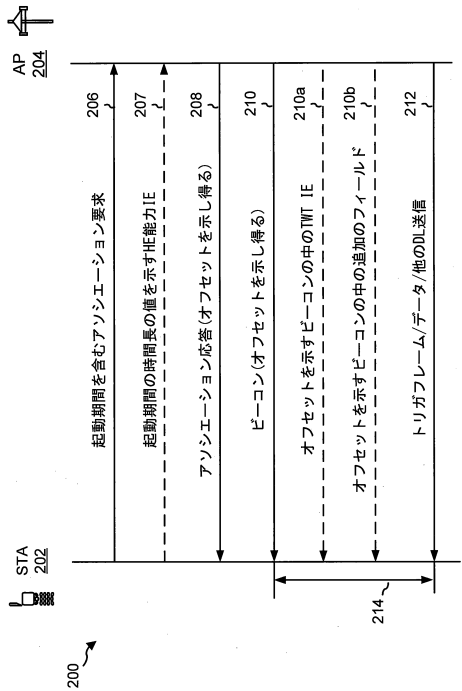 200
STA
202
AP
204
起動期間を含むアソシエーション要求
206
起動期間の時間長の値を示すHE能力IE
207
アソシエーション応答(オフセットを示し得る)
208
ビーコン(オフセットを示し得る)
210
オフセットを示すビーコンの中のTWT IE
210a
オフセットを示すビーコンの中の追加のフィールド
210b
トリガフレーム/データ/他のDL送信
212
214